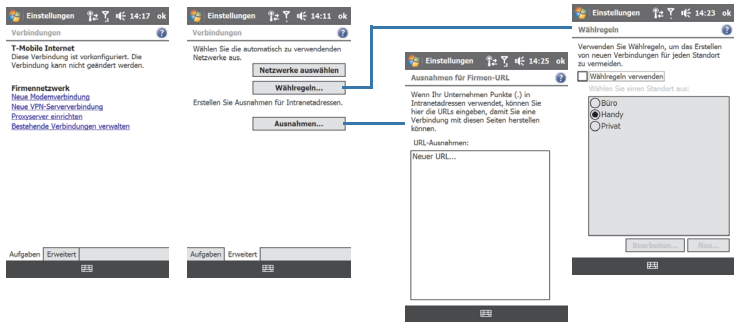 Einstellungen 14:17 ok
Verbindungen
T-Mobile Internet
Diese Verbindung ist vorkonfiguriert. Die
Verbindung kann nicht geändert werden.
Firmennetzwerk
Neue Modemverbindung
Neue VPN-Serververbindung
Proxyserver einrichten
Bestehende Verbindungen verwalten
Aufgaben Erweitert
Einstellungen 14:11 ok
Verbindungen
Wählen Sie die automatisch zu verwendenden
Netzwerke aus.
Netzwerke auswählen
Wählregeln...
Erstellen Sie Ausnahmen für Intranetadressen.
Ausnahmen...
Aufgaben Erweitert
Einstellungen 14:25 ok
Ausnahmen für Firmen-URL
Wenn Ihr Unternehmen Punkte (.) in
Intranetadressen verwendet, können Sie
hier die URLs eingeben, damit Sie eine
Verbindung mit diesen Seiten herstellen
können.
URL-Ausnahmen:
Neuer URL...
Einstellungen 14:23 ok
Wählregeln
Verwenden Sie Wählregeln, um das Erstellen
von neuen Verbindungen für jeden Standort
zu vermeiden.
Wählregeln verwenden
Wählen Sie einen Standort aus:
Büro
Handy
Privat
Bearbeiten... Neu...